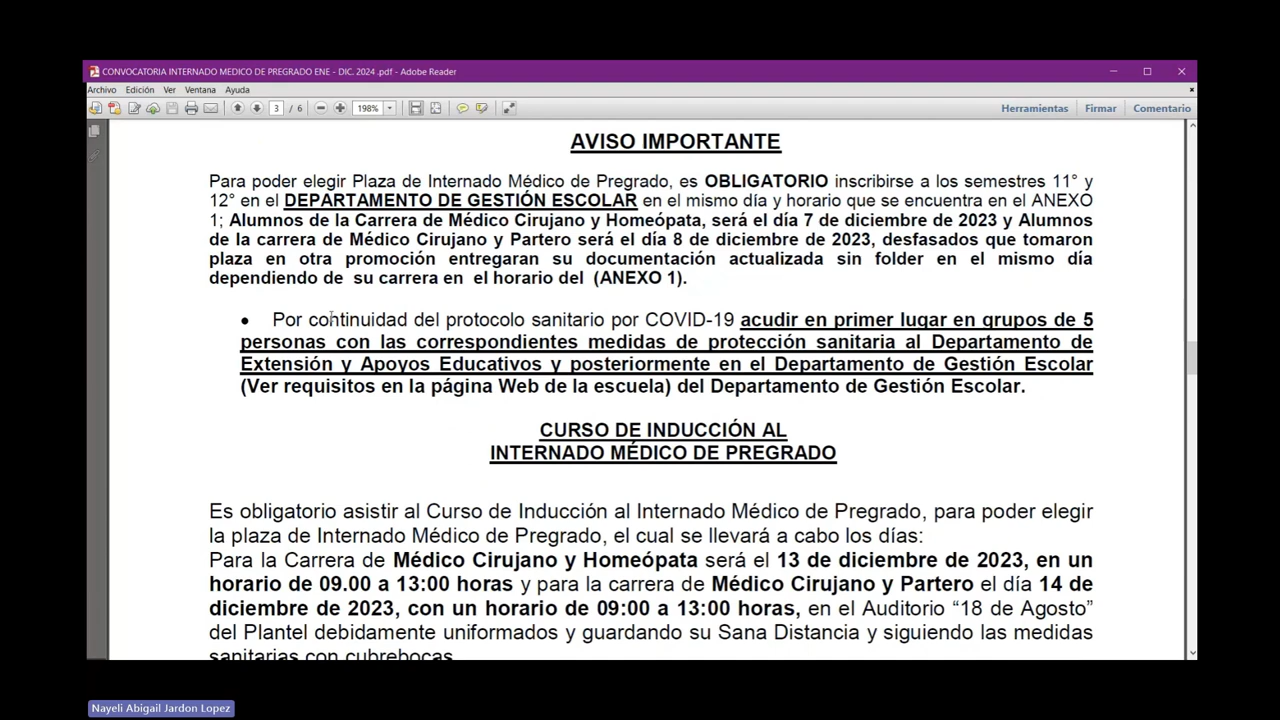 CONVOCATORIA INTERNADO MEDICO DE PREGRADO ENE - DIC. 2024 .pdf - Adobe Reader
Archivo Edición Ver Ventana Ayuda
3 / 6 198% Herramientas Firmar Comentario
AVISO IMPORTANTE
Para poder elegir Plaza de Internado Médico de Pregrado, es OBLIGATORIO inscribirse a los semestres 11° y
12° en el DEPARTAMENTO DE GESTIÓN ESCOLAR en el mismo día y horario que se encuentra en el ANEXO
1; Alumnos de la Carrera de Médico Cirujano y Homeópata, será el día 7 de diciembre de 2023 y Alumnos
de la carrera de Médico Cirujano y Partero será el día 8 de diciembre de 2023, desfasados que tomaron
plaza en otra promoción entregaran su documentación actualizada sin folder en el mismo día
dependiendo de su carrera en el horario del (ANEXO 1).
• Por continuidad del protocolo sanitario por COVID-19 acudir en primer lugar en grupos de 5
personas con las correspondientes medidas de protección sanitaria al Departamento de
Extensión y Apoyos Educativos y posteriormente en el Departamento de Gestión Escolar
(Ver requisitos en la página Web de la escuela) del Departamento de Gestión Escolar.
CURSO DE INDUCCIÓN AL
INTERNADO MÉDICO DE PREGRADO
Es obligatorio asistir al Curso de Inducción al Internado Médico de Pregrado, para poder elegir
la plaza de Internado Médico de Pregrado, el cual se llevará a cabo los días:
Para la Carrera de Médico Cirujano y Homeópata será el 13 de diciembre de 2023, en un
horario de 09.00 a 13:00 horas y para la carrera de Médico Cirujano y Partero el día 14 de
diciembre de 2023, con un horario de 09:00 a 13:00 horas, en el Auditorio “18 de Agosto”
del Plantel debidamente uniformados y guardando su Sana Distancia y siguiendo las medidas
sanitarias con cubrebocas
Nayeli Abigail Jardon Lopez